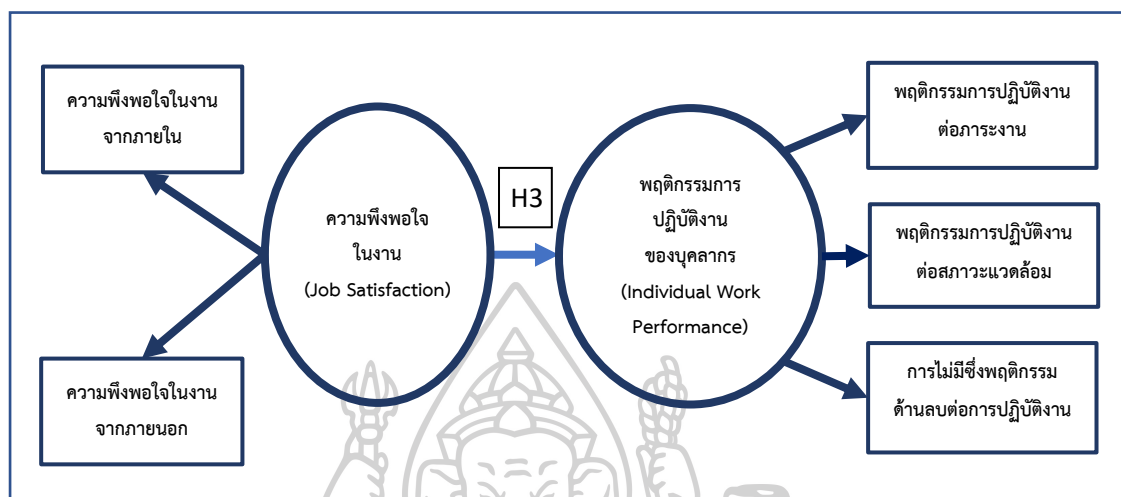 ความพึงพอใจในงาน
จากภายใน
ความพึงพอใจในงาน
จากภายนอก
ความพึงพอใจ
ในงาน
(Job Satisfaction)
H3
พฤติกรรมการ
ปฏิบัติงาน
ของบุคลากร
(Individual Work
Performance)
พฤติกรรมการปฏิบัติงาน
ต่อภาระงาน
พฤติกรรมการปฏิบัติงาน
ต่อสภาวะแวดล้อม
การไม่มีซึ่งพฤติกรรม
ด้านลบต่อการปฏิบัติงาน